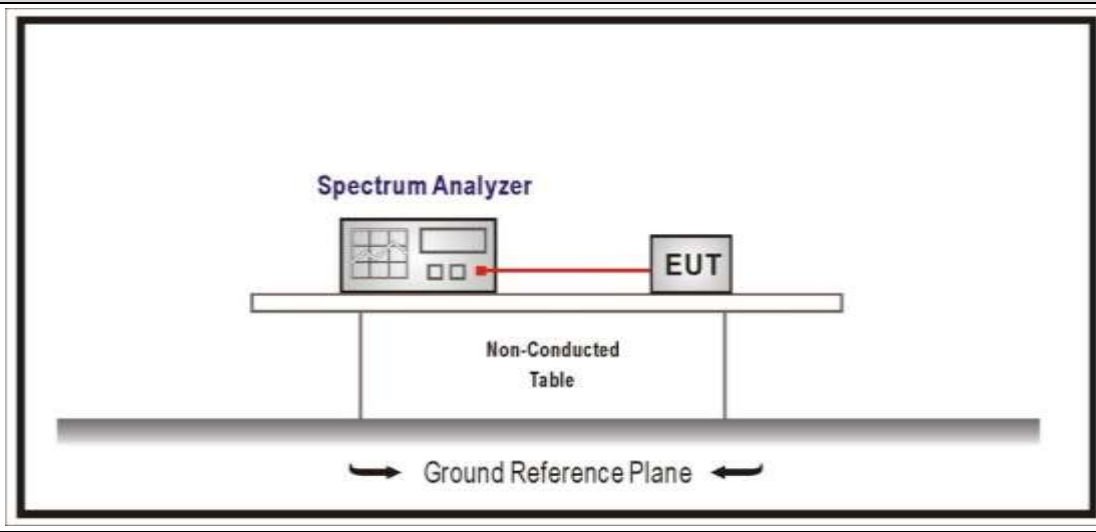 Spectrum Analyzer
EUT
Non-Conducted
Table
Ground Reference Plane